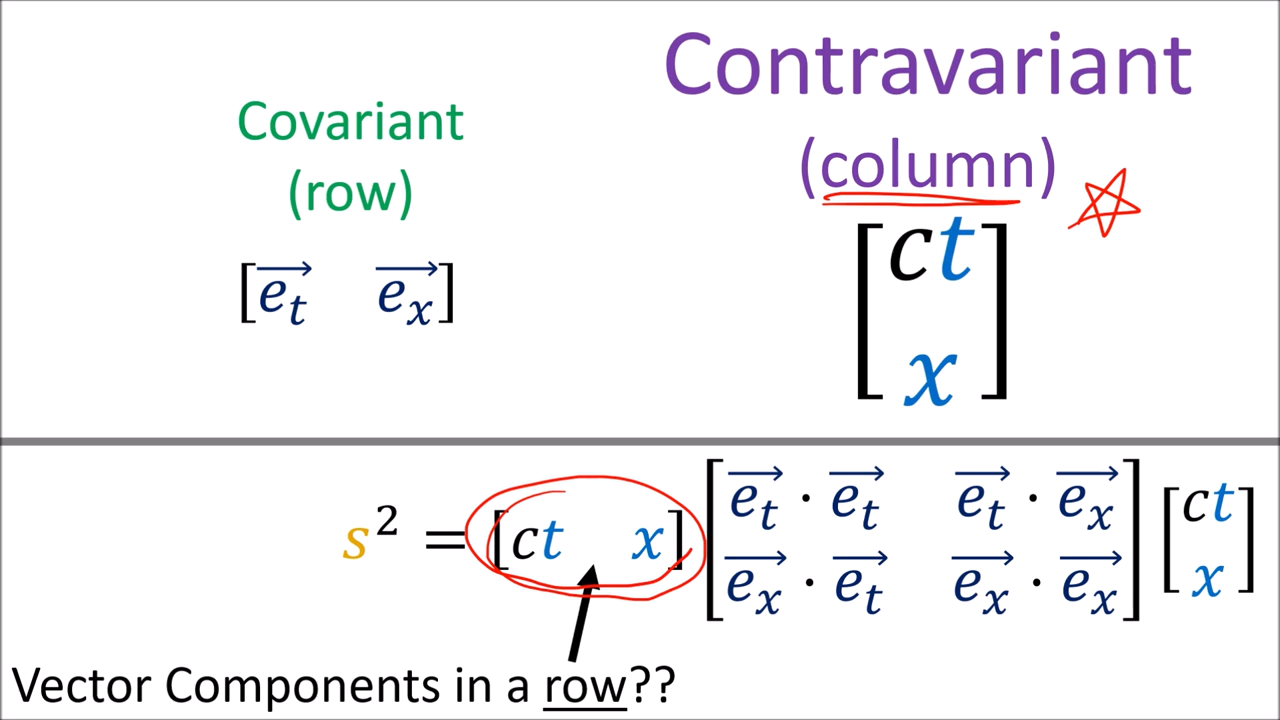 Covariant
(row)
[e_t⃗ e_x⃗]
Contravariant
(column)
[ct
x]
s² = [ct x] [e_t⃗ · e_t⃗ e_t⃗ · e_x⃗
e_x⃗ · e_t⃗ e_x⃗ · e_x⃗] [ct
x]
Vector Components in a row??